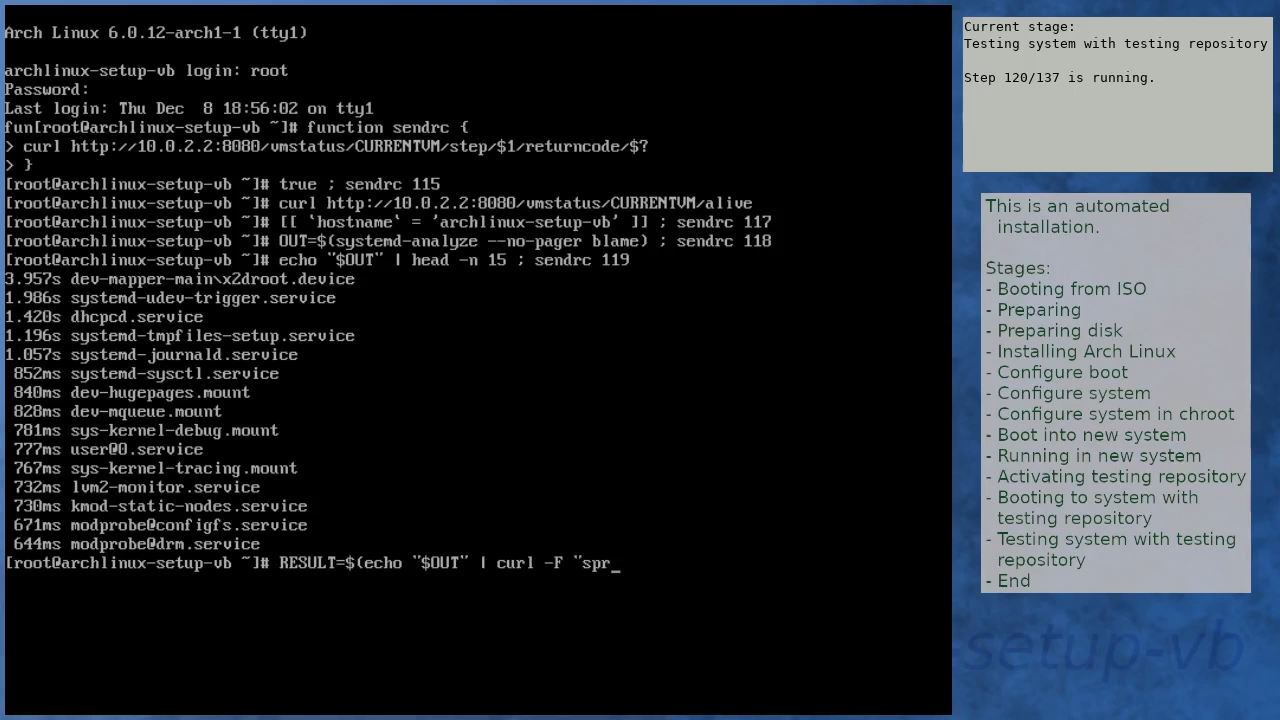 Arch Linux 6.0.12-arch1-1 (tty1)
archlinux-setup-vb login: root
Password:
Last login: Thu Dec  8 18:56:02 on tty1
fun[root@archlinux-setup-vb ~]# function sendrc {
> curl http://10.0.2.2:8080/vmstatus/CURRENTVM/step/$1/returncode/$?
> }
[root@archlinux-setup-vb ~]# true ; sendrc 115
[root@archlinux-setup-vb ~]# curl http://10.0.2.2:8080/vmstatus/CURRENTVM/alive
[root@archlinux-setup-vb ~]# [[ `hostname` = 'archlinux-setup-vb' ]] ; sendrc 117
[root@archlinux-setup-vb ~]# OUT=$(systemd-analyze --no-pager blame) ; sendrc 118
[root@archlinux-setup-vb ~]# echo "$OUT" | head -n 15 ; sendrc 119
3.957s dev-mapper-main\x2droot.device
1.986s systemd-udev-trigger.service
1.420s dhcpcd.service
1.196s systemd-tmpfiles-setup.service
1.057s systemd-journald.service
852ms systemd-sysctl.service
840ms dev-hugepages.mount
828ms dev-mqueue.mount
781ms sys-kernel-debug.mount
777ms user@0.service
767ms sys-kernel-tracing.mount
732ms lvm2-monitor.service
730ms kmod-static-nodes.service
671ms modprobe@configfs.service
644ms modprobe@drm.service
[root@archlinux-setup-vb ~]# RESULT=$(echo "$OUT" | curl -F "spr_
Current stage:
Testing system with testing repository
Step 120/137 is running.
This is an automated
installation.
Stages:
- Booting from ISO
- Preparing
- Preparing disk
- Installing Arch Linux
- Configure boot
- Configure system
- Configure system in chroot
- Boot into new system
- Running in new system
- Activating testing repository
- Booting to system with
testing repository
- Testing system with testing
repository
- End
-setup-vb